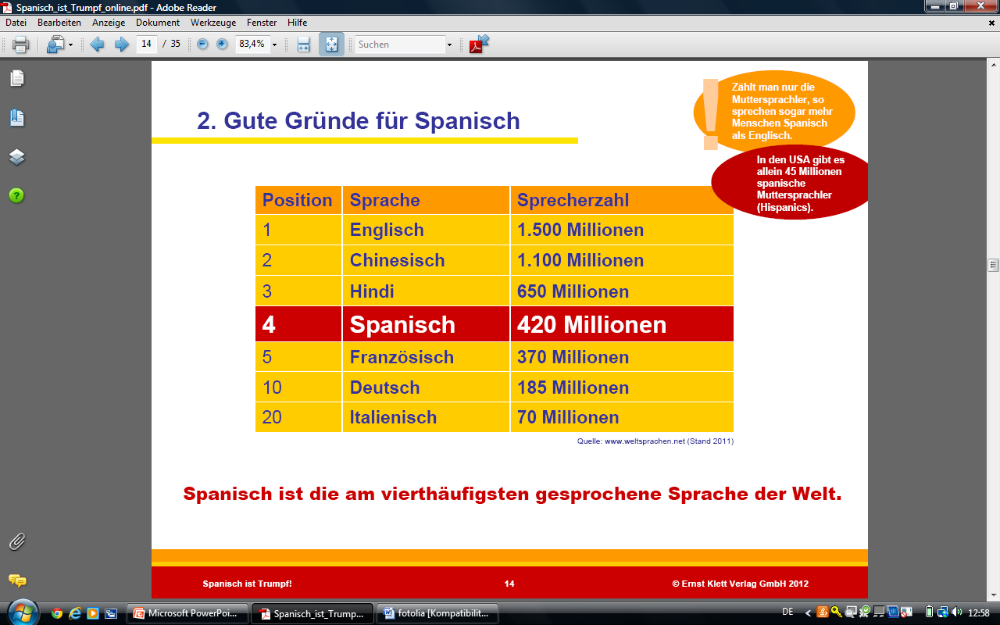 Spanisch_ist_Trumpf_online.pdf - Adobe Reader
Datei Bearbeiten Anzeige Dokument Werkzeuge Fenster Hilfe
14 / 35 83,4% Suchen
Zählt man nur die
Muttersprachler, so
sprechen sogar mehr
Menschen Spanisch
als Englisch.
!
2. Gute Gründe für Spanisch
In den USA gibt es
allein 45 Millionen
spanische
Muttersprachler
(Hispanics).
Position Sprache Sprecherzahl
1 Englisch 1.500 Millionen
2 Chinesisch 1.100 Millionen
3 Hindi 650 Millionen
4 Spanisch 420 Millionen
5 Französisch 370 Millionen
10 Deutsch 185 Millionen
20 Italienisch 70 Millionen
Quelle: www.weltsprachen.net (Stand 2011)
Spanisch ist die am vierthäufigsten gesprochene Sprache der Welt.
Spanisch ist Trumpf! 14 © Ernst Klett Verlag GmbH 2012
Microsoft PowerPoi... Spanisch_ist_Trumpf... fotolia [Kompatibilit... DE 12:58